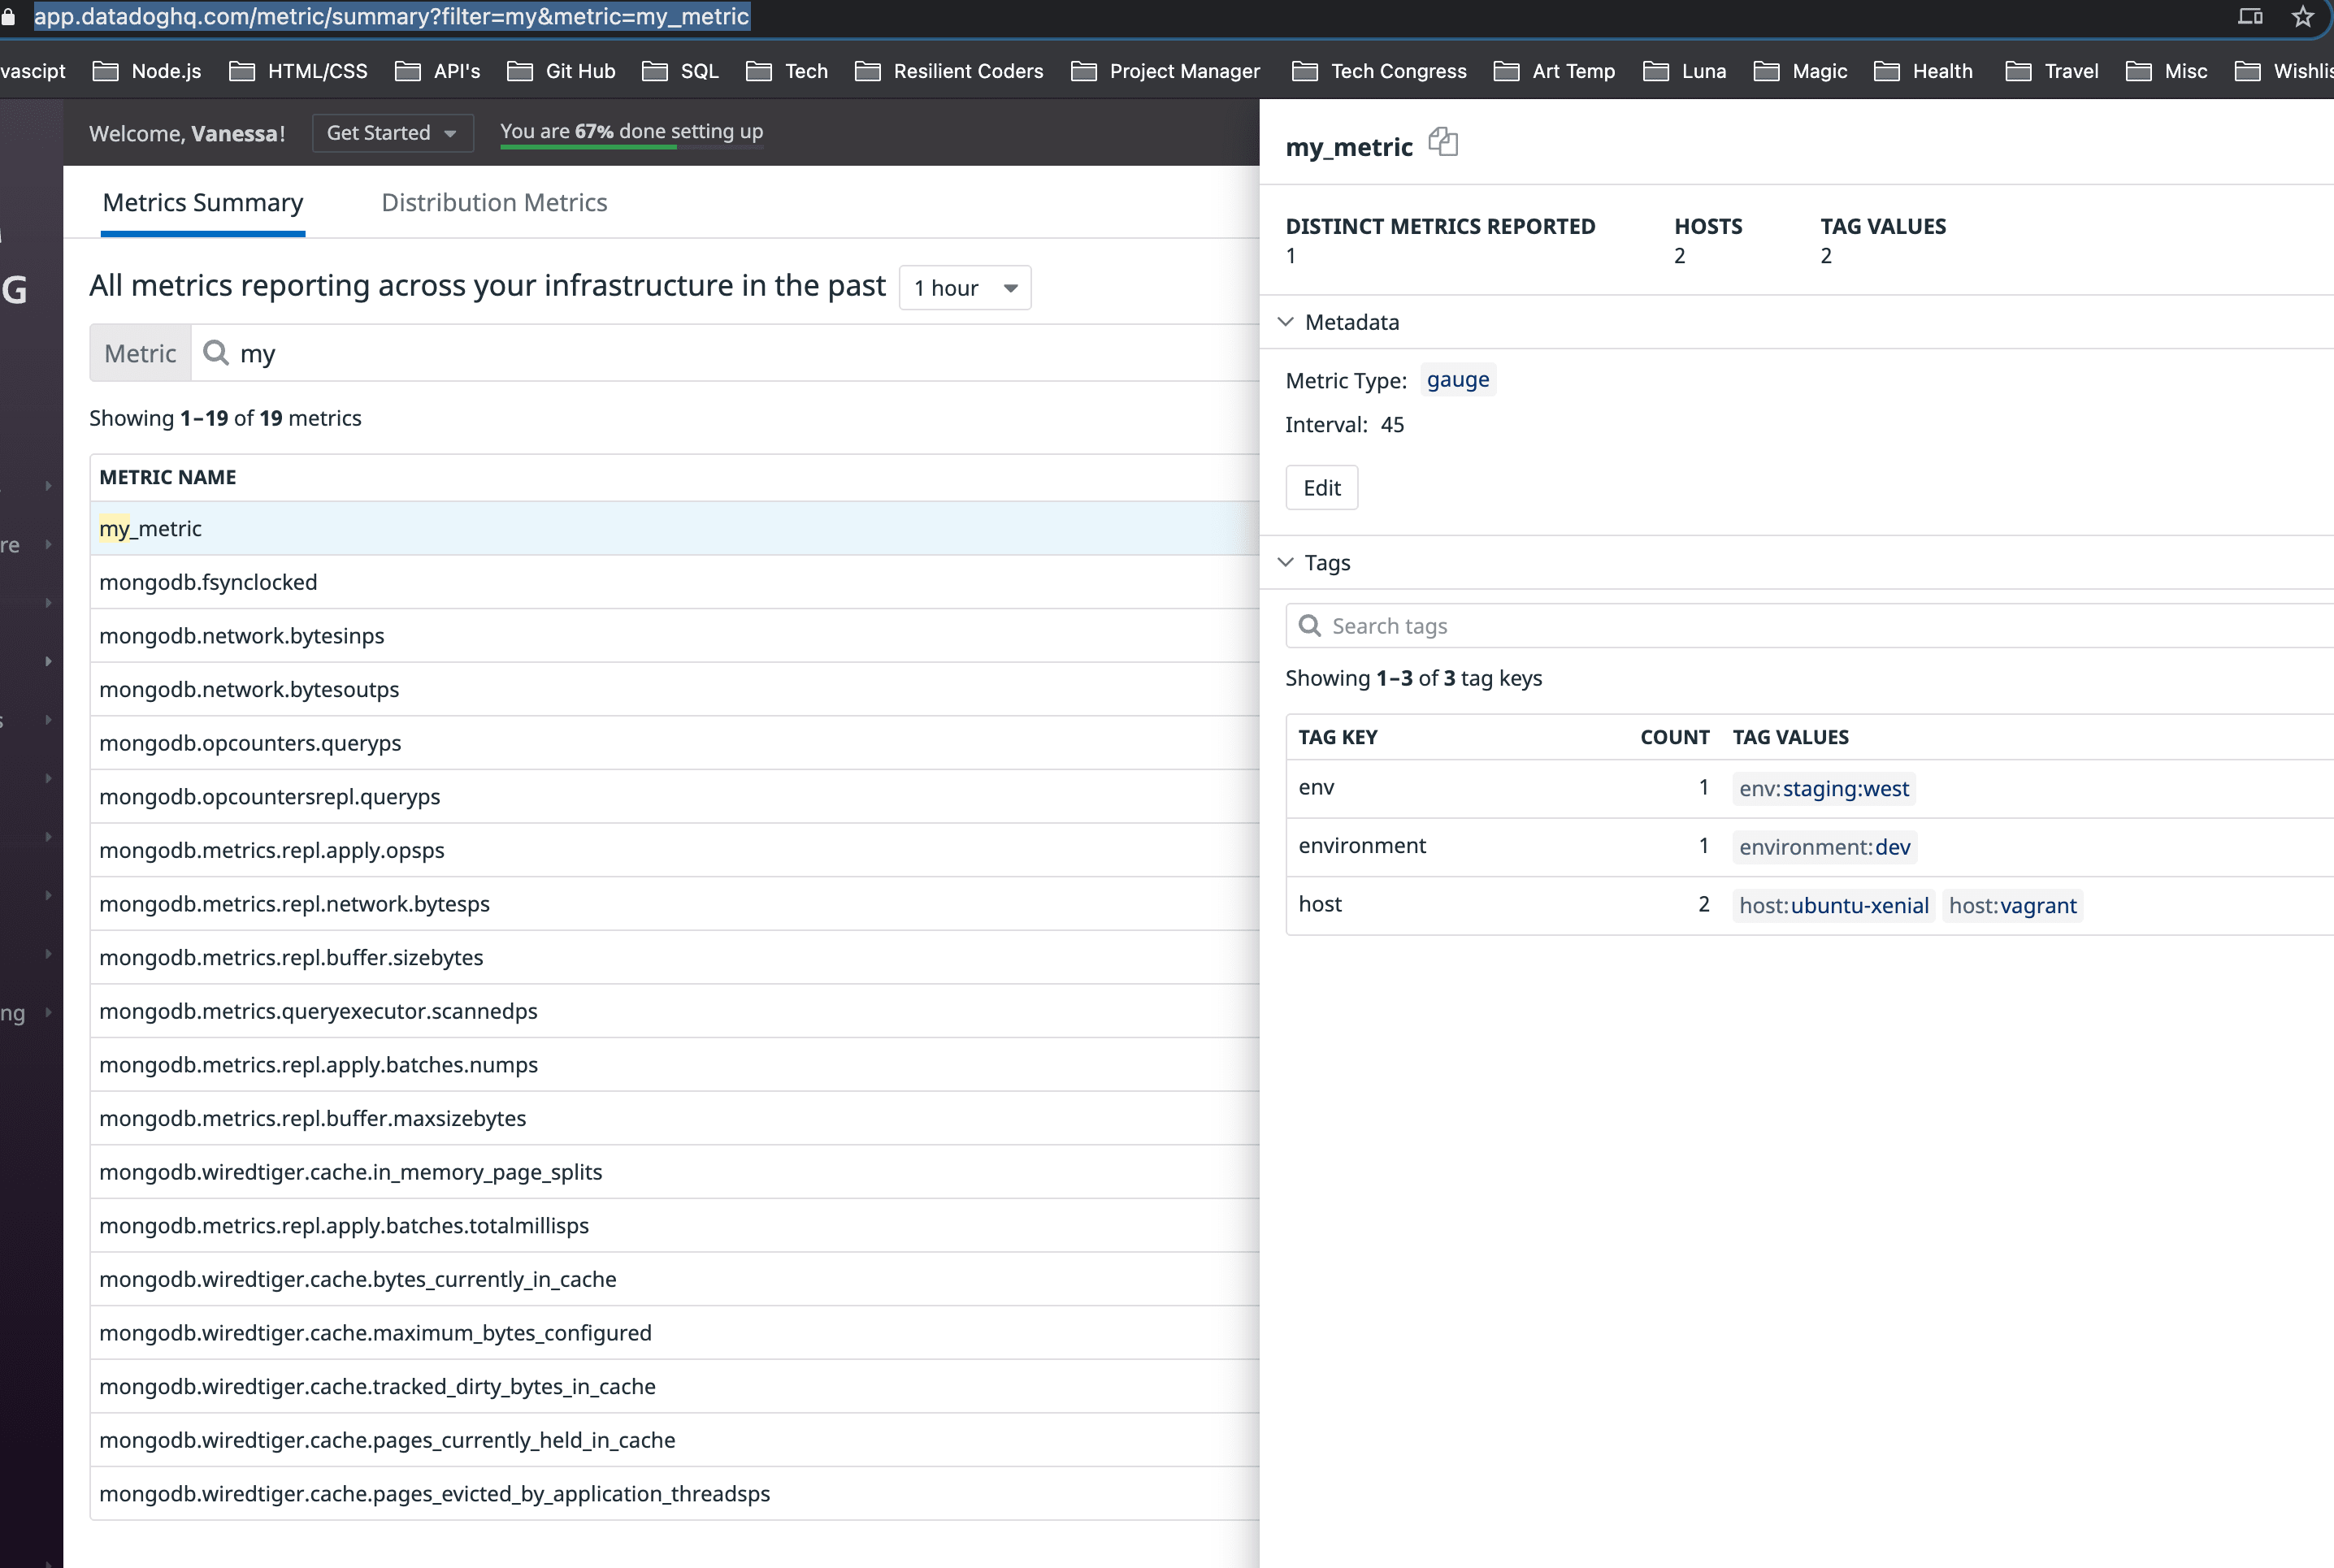 app.datadoghq.com/metric/summary?filter=my&metric=my_metric
vascipt Node.js HTML/CSS API's Git Hub SQL Tech Resilient Coders Project Manager Tech Congress Art Temp Luna Magic Health Travel Misc Wishlis
Welcome, Vanessa! Get Started You are 67% done setting up
Metrics Summary Distribution Metrics
G
All metrics reporting across your infrastructure in the past 1 hour
Metric my
Showing 1–19 of 19 metrics
METRIC NAME
my_metric
mongodb.fsynclocked
mongodb.network.bytesinps
mongodb.network.bytesoutps
mongodb.opcounters.queryps
mongodb.opcountersrepl.queryps
mongodb.metrics.repl.apply.opsps
mongodb.metrics.repl.network.bytesps
mongodb.metrics.repl.buffer.sizebytes
mongodb.metrics.queryexecutor.scannedps
mongodb.metrics.repl.apply.batches.numps
mongodb.metrics.repl.buffer.maxsizebytes
mongodb.wiredtiger.cache.in_memory_page_splits
mongodb.metrics.repl.apply.batches.totalmillisps
mongodb.wiredtiger.cache.bytes_currently_in_cache
mongodb.wiredtiger.cache.maximum_bytes_configured
mongodb.wiredtiger.cache.tracked_dirty_bytes_in_cache
mongodb.wiredtiger.cache.pages_currently_held_in_cache
mongodb.wiredtiger.cache.pages_evicted_by_application_threadsps
re
s
ng
my_metric
DISTINCT METRICS REPORTED HOSTS TAG VALUES
1 2 2
Metadata
Metric Type: gauge
Interval: 45
Edit
Tags
Search tags
Showing 1–3 of 3 tag keys
TAG KEY COUNT TAG VALUES
env 1 env:staging:west
environment 1 environment:dev
host 2 host:ubuntu-xenial host:vagrant